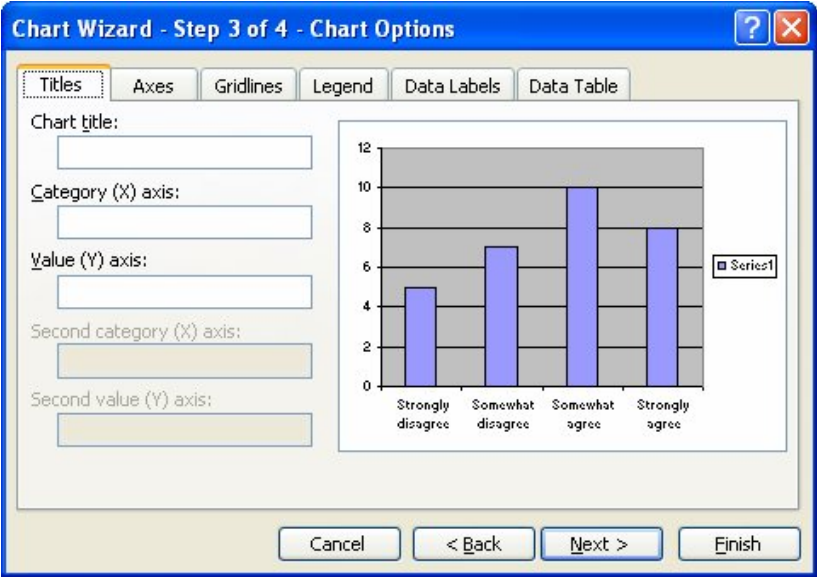 Chart Wizard - Step 3 of 4 - Chart Options
Titles Axes Gridlines Legend Data Labels Data Table
Chart title:
Category (X) axis:
Value (Y) axis:
Second category (X) axis:
Second value (Y) axis:
12
10
8
6
4
2
0
Strongly disagree
Somewhat disagree
Somewhat agree
Strongly agree
Series1
Cancel < Back Next > Finish